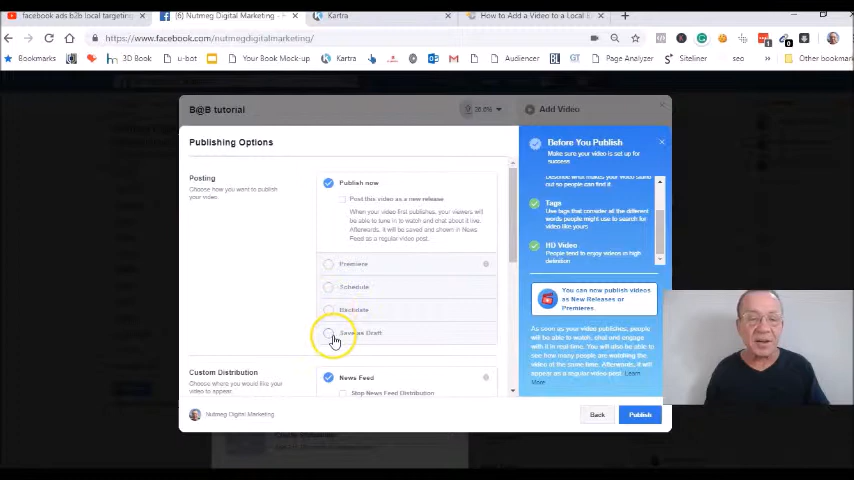 facebook ads b2b local targeting
(6) Nutmeg Digital Marketing - H
Kartra
How to Add a Video to a Local B
https://www.facebook.com/nutmegdigitalmarketing/
Bookmarks
3D Book
u-bot
Your Book Mock-up
Kartra
Audiencer
Page Analyzer
Siteliner
seo
Other bookmark
B@B tutorial
Add Video
Publishing Options
Posting
Choose how you want to publish
your video.
Publish now
Post this video as a new release
When your video first publishes, your viewers will
be able to tune in to watch and chat about it live.
Afterwards, it will be saved and shown in News
Feed as a regular video post.
Premiere
Schedule
Backdate
Save as Draft
Custom Distribution
Choose where you would like your
video to appear.
News Feed
Stop News Feed Distribution
Before You Publish
Make sure your video is set up for
success
Describe what makes your video stand
out so people can find it
Tags
Use tags that consider all the different
words people might use to search for
video like yours
HD Video
People tend to enjoy videos in high
definition
You can now publish videos
as New Releases or
Premieres.
As soon as your video publishes, people
will be able to watch, chat and engage
with it in real time. You will also be able to
see how many people are watching the
video at the same time. Afterwards, it will
appear as a regular video post. Learn
More
Nutmeg Digital Marketing
Back
Publish